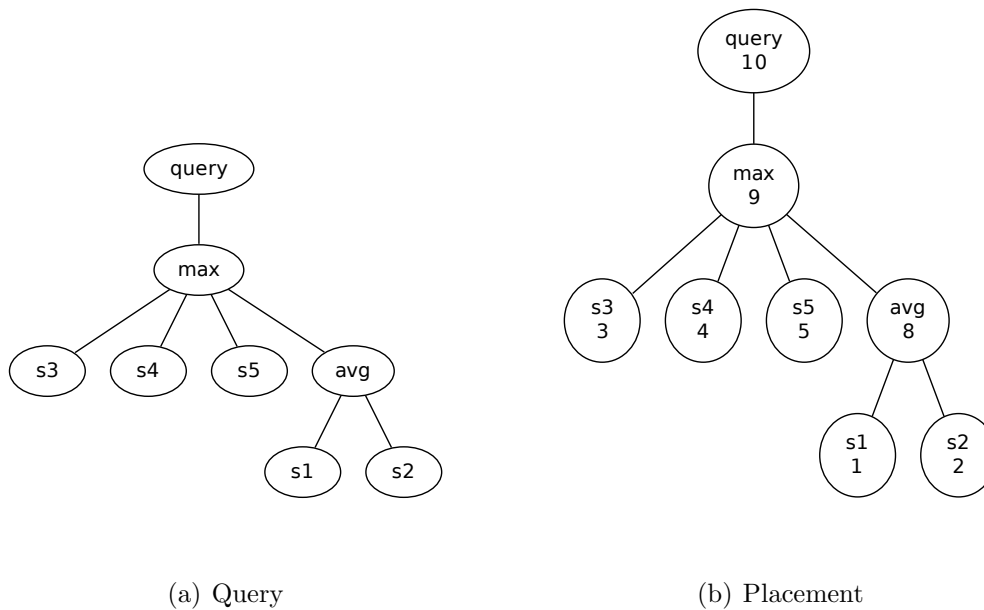 query
max
s3 s4 s5 avg
s1 s2
(a) Query
query
10
max
9
s3 s4 s5 avg
3 4 5 8
s1 s2
1 2
(b) Placement